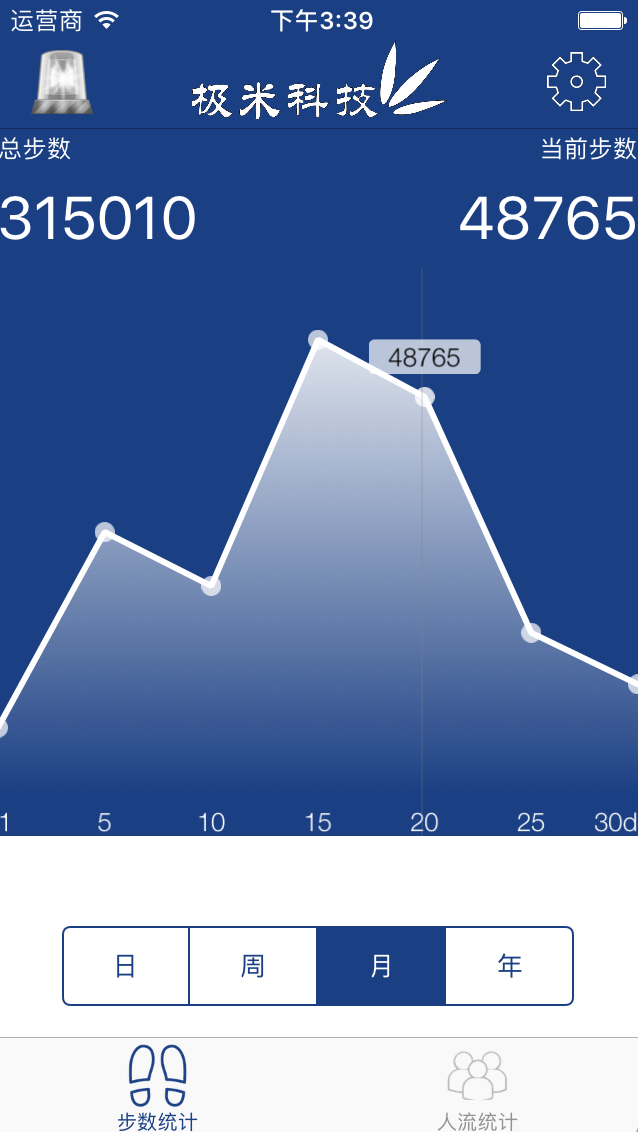 运营商 下午3:39
极米科技
总步数 当前步数
315010 48765
48765
1 5 10 15 20 25 30d
日 周 月 年
步数统计 人流统计